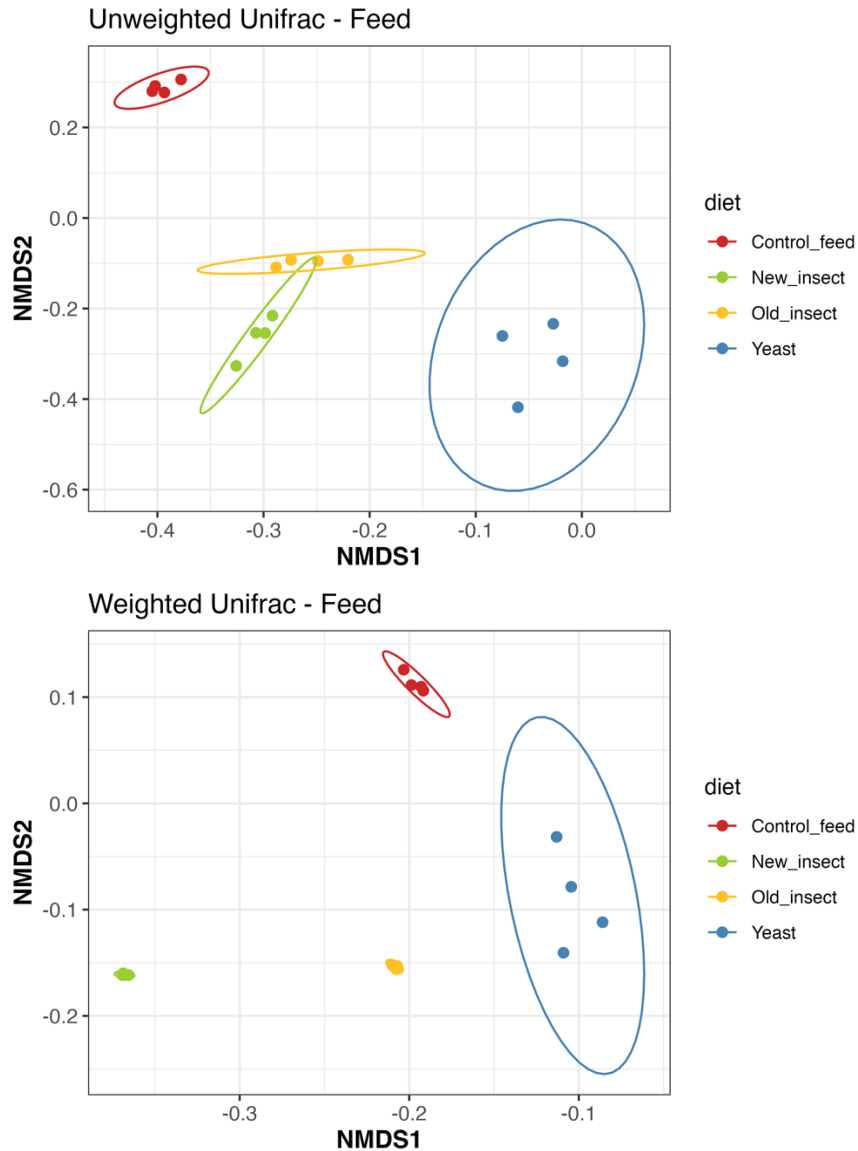 Unweighted Unifrac - Feed
0.2
0.0
-0.2
-0.4
-0.6
NMDS2
-0.4
-0.3
-0.2
-0.1
0.0
NMDS1
diet
Control_feed
New_insect
Old_insect
Yeast
Weighted Unifrac - Feed
0.1
0.0
-0.1
-0.2
NMDS2
-0.3
-0.2
-0.1
NMDS1
diet
Control_feed
New_insect
Old_insect
Yeast